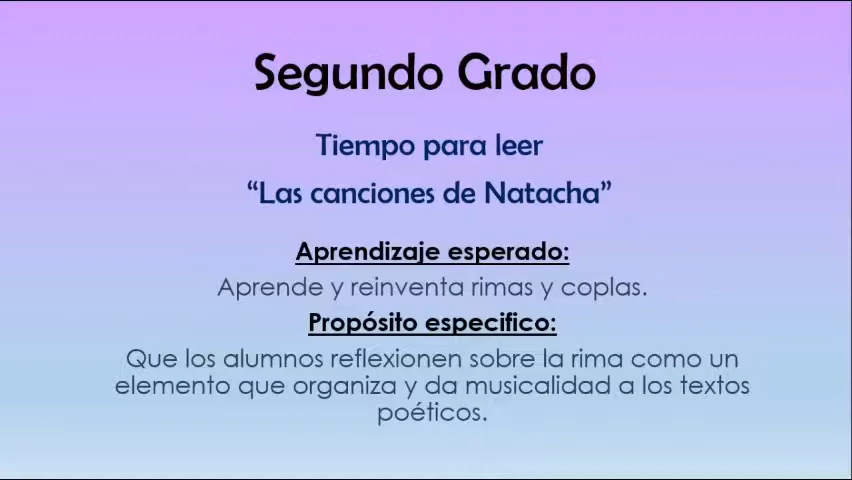 Segundo Grado
Tiempo para leer
“Las canciones de Natacha”
Aprendizaje esperado:
Aprende y reinventa rimas y coplas.
Propósito especifico:
Que los alumnos reflexionen sobre la rima como un
elemento que organiza y da musicalidad a los textos
poéticos.